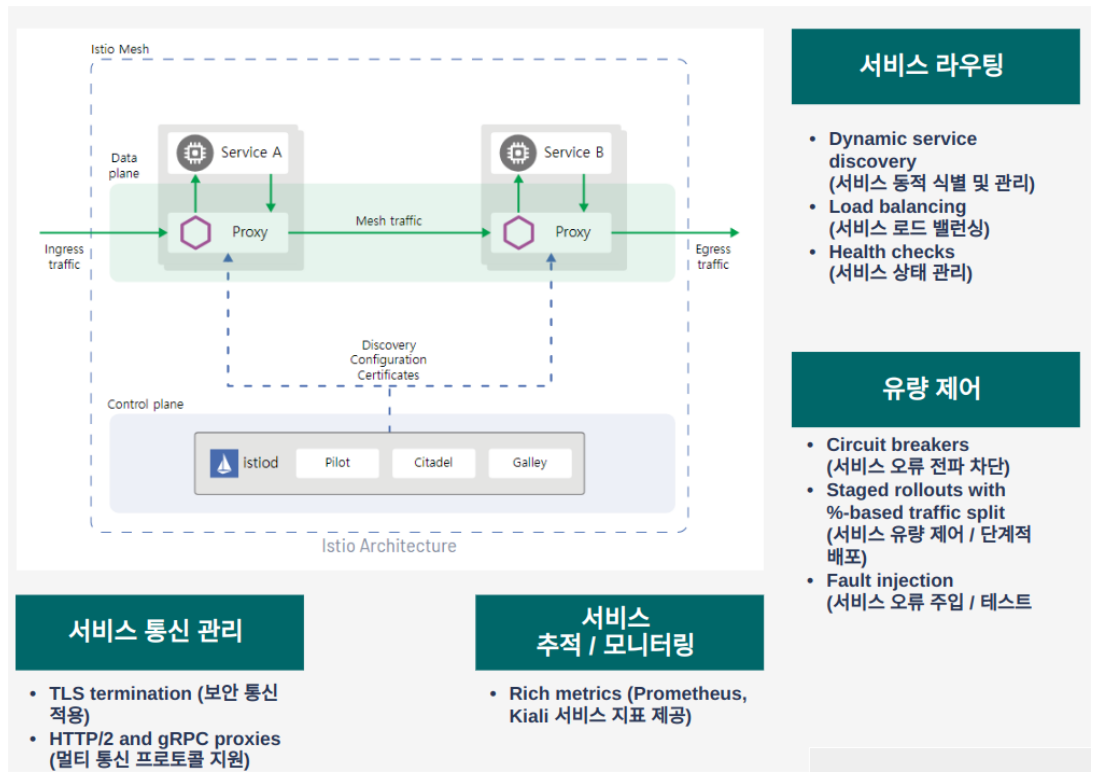 Istio Mesh
Service A
Service B
Data
plane
Proxy
Mesh traffic
Proxy
Ingress
traffic
Egress
traffic
Discovery
Configuration
Certificates
Control plane
istiod
Pilot
Citadel
Galley
Istio Architecture
서비스 라우팅
• Dynamic service
discovery
(서비스 동적 식별 및 관리)
• Load balancing
(서비스 로드 밸런싱)
• Health checks
(서비스 상태 관리)
유량 제어
• Circuit breakers
(서비스 오류 전파 차단)
• Staged rollouts with
%-based traffic split
(서비스 유량 제어 / 단계적
배포)
• Fault injection
(서비스 오류 주입 / 테스트
서비스 통신 관리
• TLS termination (보안 통신
적용)
• HTTP/2 and gRPC proxies
(멀티 통신 프로토콜 지원)
서비스
추적 / 모니터링
• Rich metrics (Prometheus,
Kiali 서비스 지표 제공)